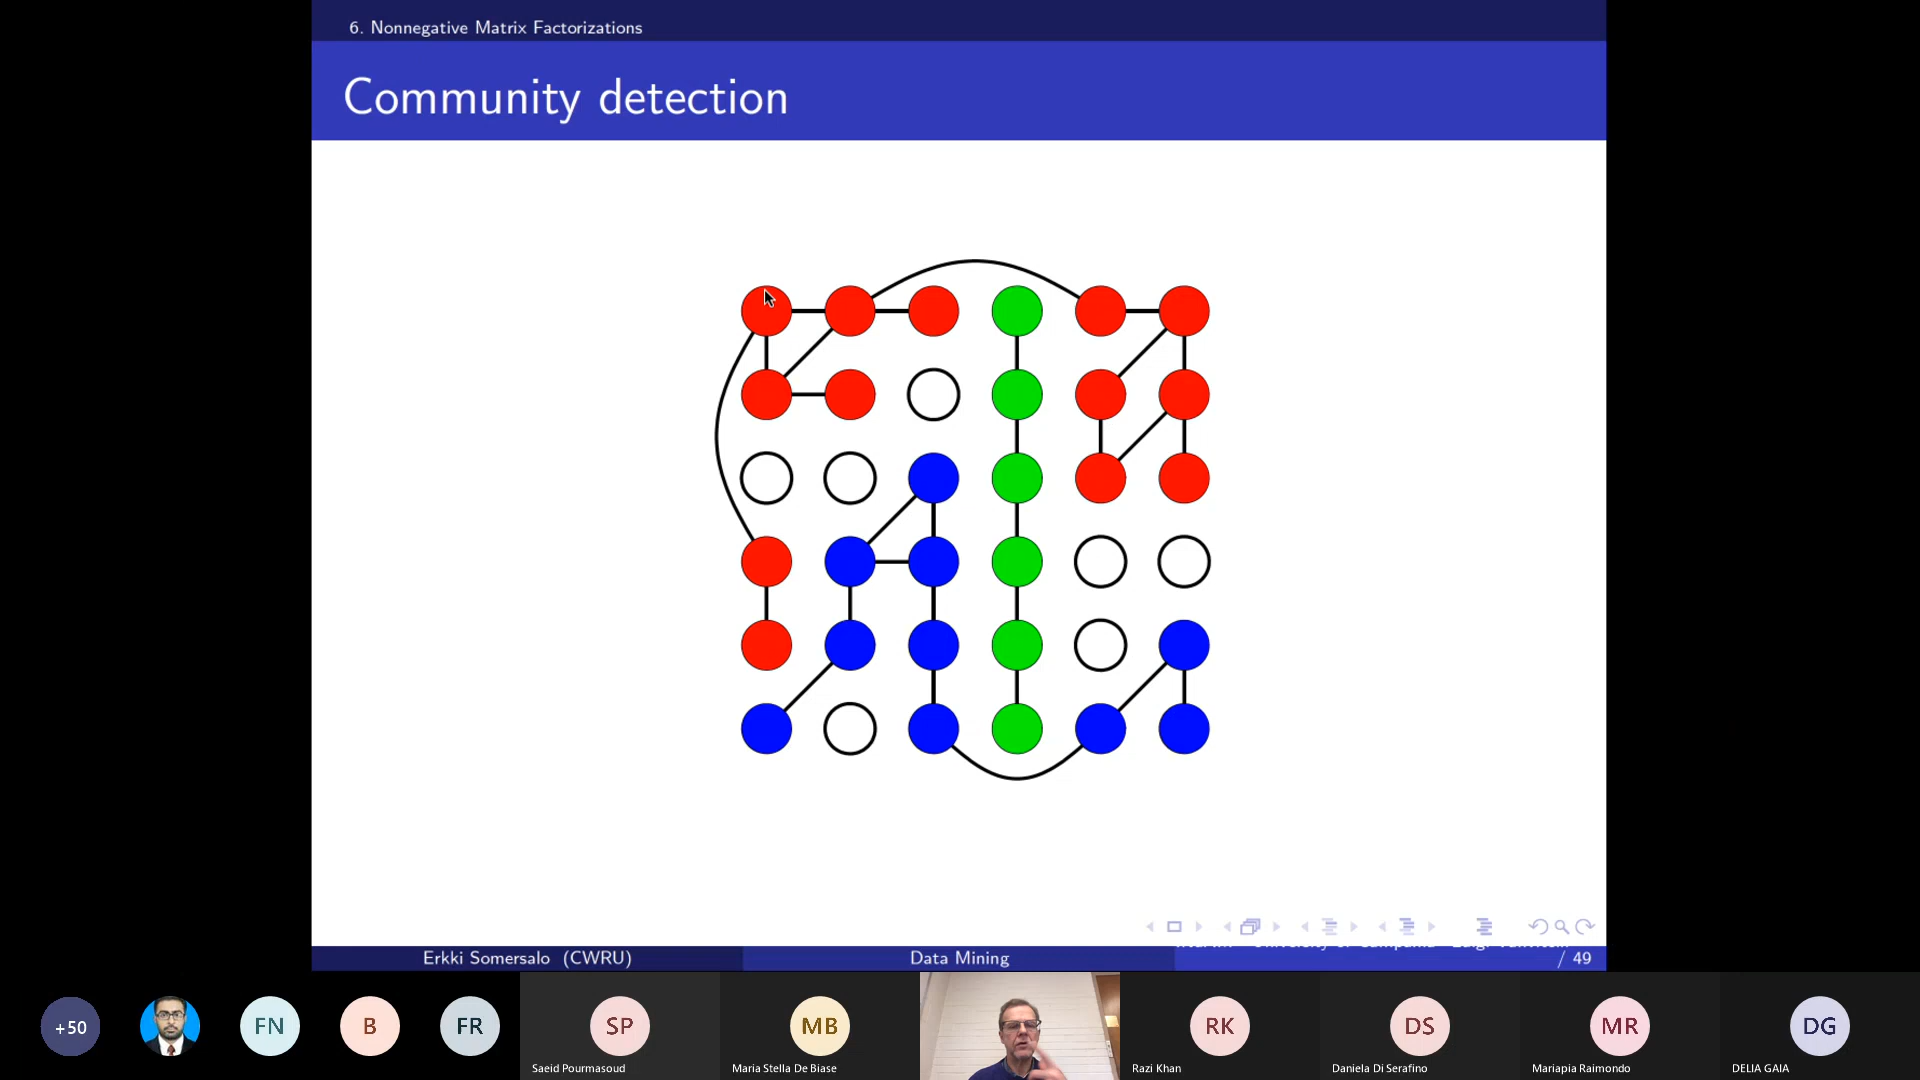 6. Nonnegative Matrix Factorizations
Community detection
Erkki Somersalo (CWRU)
Data Mining
/ 49
+50
FN
B
FR
SP
MB
RK
DS
MR
DG
Saeid Pourmasoud
Maria Stella De Biase
Razi Khan
Daniela Di Serafino
Mariapia Raimondo
DELIA GAIA